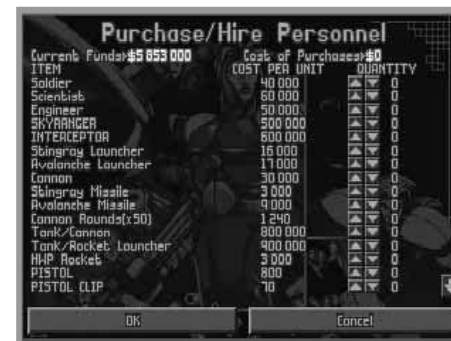 Purchase/Hire Personnel
Current Funds>$5 853 000 Cost of Purchases>$0
ITEM COST PER UNIT QUANTITY
Soldier 40 000 0
Scientist 60 000 0
Engineer 50 000 0
SKYRANGER 500 000 0
INTERCEPTOR 600 000 0
Stingray Launcher 16 000 0
Avalanche Launcher 17 000 0
Cannon 30 000 0
Stingray Missile 3 000 0
Avalanche Missile 9 000 0
Cannon Rounds(x50) 1 240 0
Tank/Cannon 800 000 0
Tank/Rocket Launcher 900 000 0
HWP Rocket 3 000 0
PISTOL 800 0
PISTOL CLIP 70 0
OK Cancel